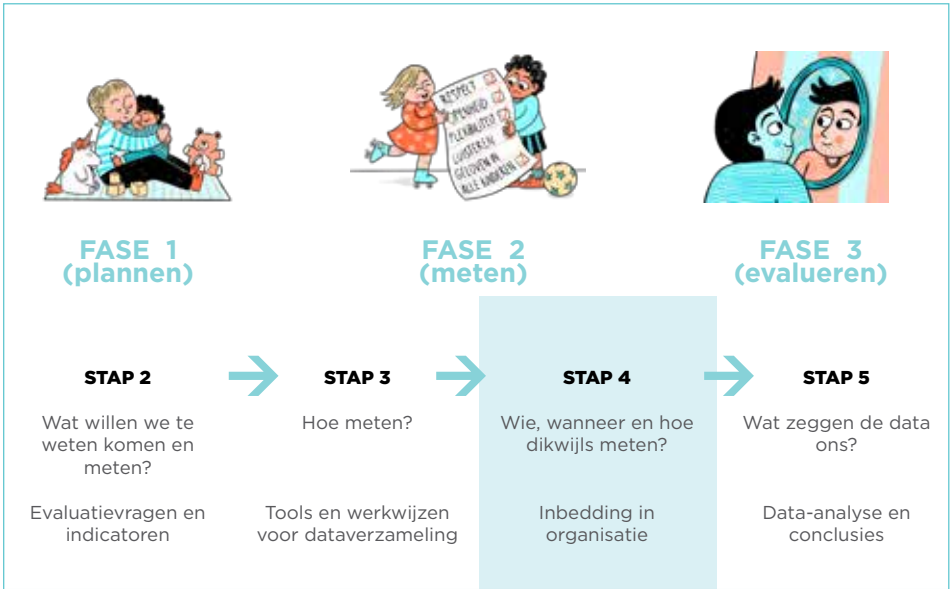 RESPECT
OPENHEID
FLEXIBILITEIT
LUISTEREN
GELOVEN IN
ALLE KINDEREN
FASE 1
(plannen)
FASE 2
(meten)
FASE 3
(evalueren)
STAP 2
Wat willen we te
weten komen en
meten?
Evaluatievragen en
indicatoren
STAP 3
Hoe meten?
Tools en werkwijzen
voor dataverzameling
STAP 4
Wie, wanneer en hoe
dikwijls meten?
Inbedding in
organisatie
STAP 5
Wat zeggen de data
ons?
Data-analyse en
conclusies